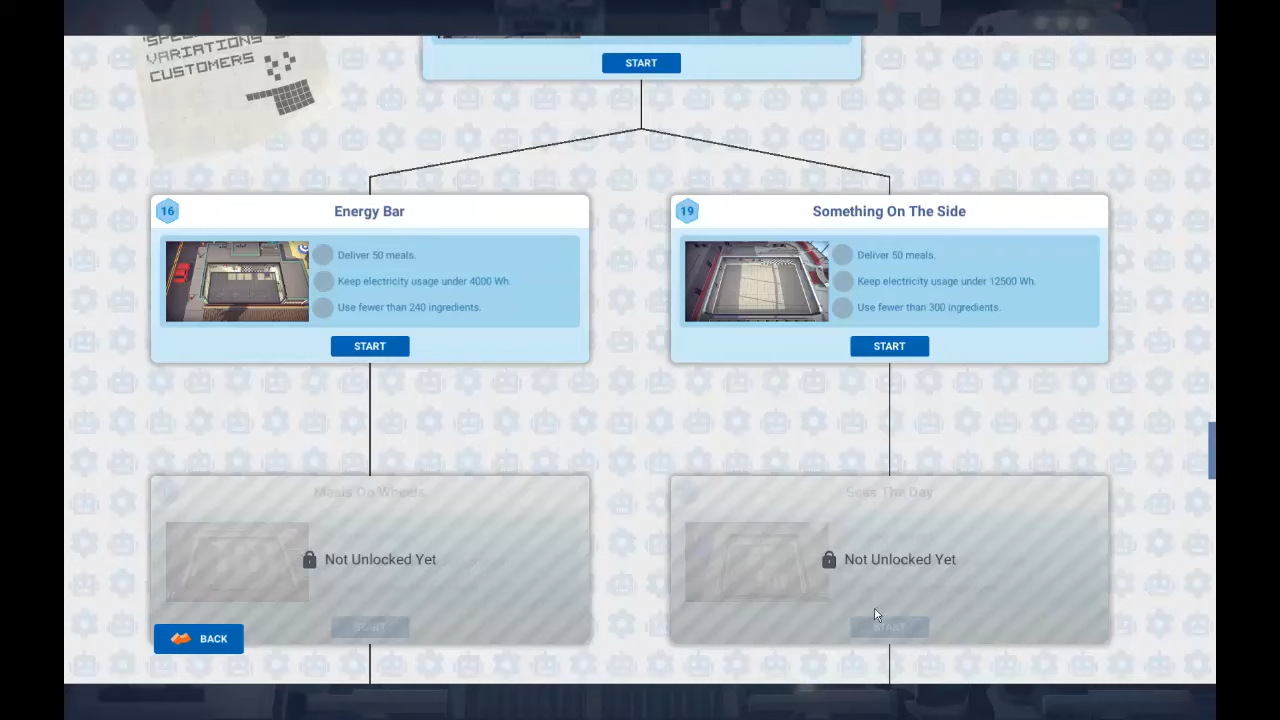 VARIATIONS
CUSTOMERS
START
16
Energy Bar
Deliver 50 meals.
Keep electricity usage under 4000 Wh.
Use fewer than 240 ingredients.
START
19
Something On The Side
Deliver 50 meals.
Keep electricity usage under 12500 Wh.
Use fewer than 300 ingredients.
START
Meals On Wheels
Not Unlocked Yet
START
Seas The Day
Not Unlocked Yet
START
BACK